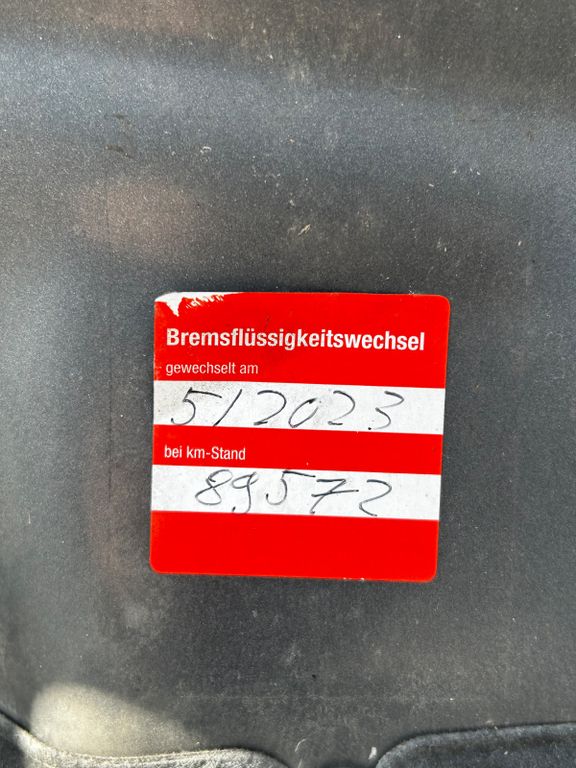 Bremsflüssigkeitswechsel
gewechselt am
5/2023
bei km-Stand
89572